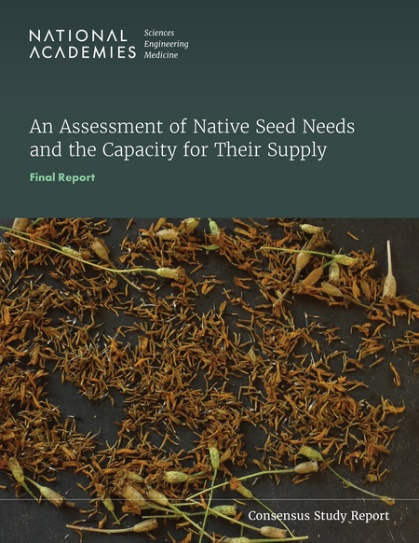 NATIONAL ACADEMIES
Sciences
Engineering
Medicine
An Assessment of Native Seed Needs
and the Capacity for Their Supply
Final Report
Consensus Study Report